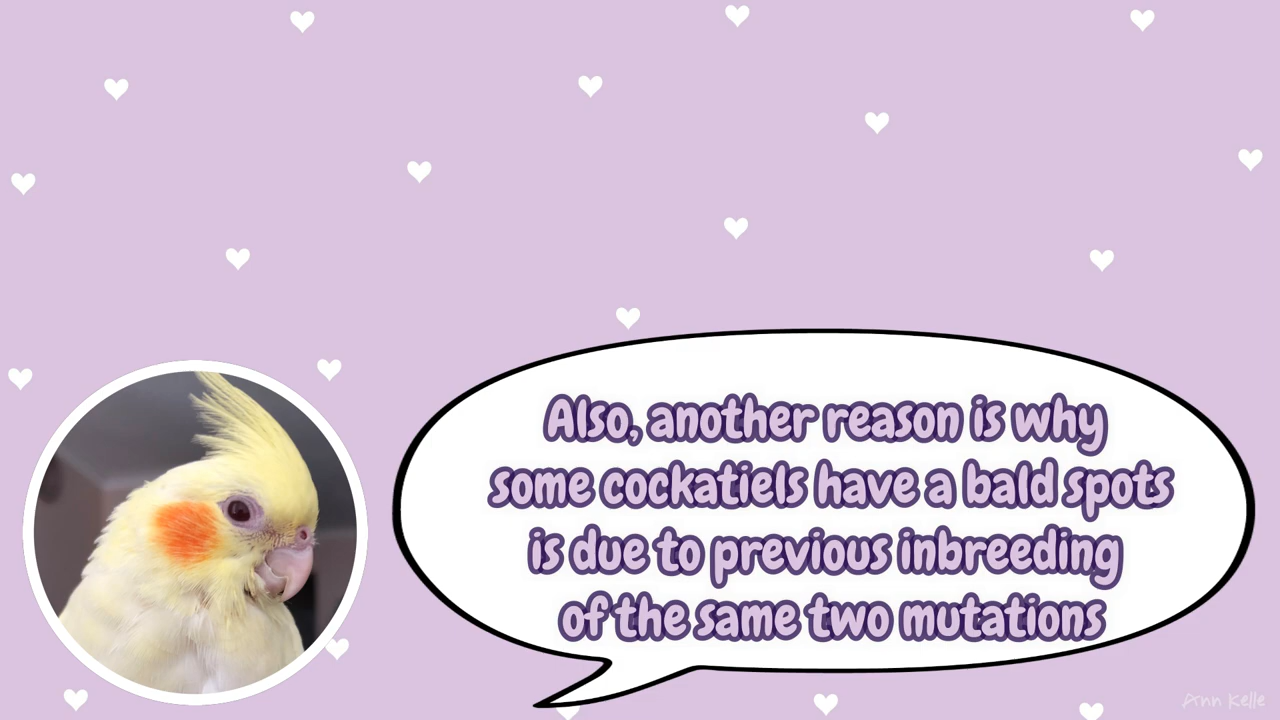 Also, another reason is why
some cockatiels have a bald spots
is due to previous inbreeding
of the same two mutations
Ann Kelle